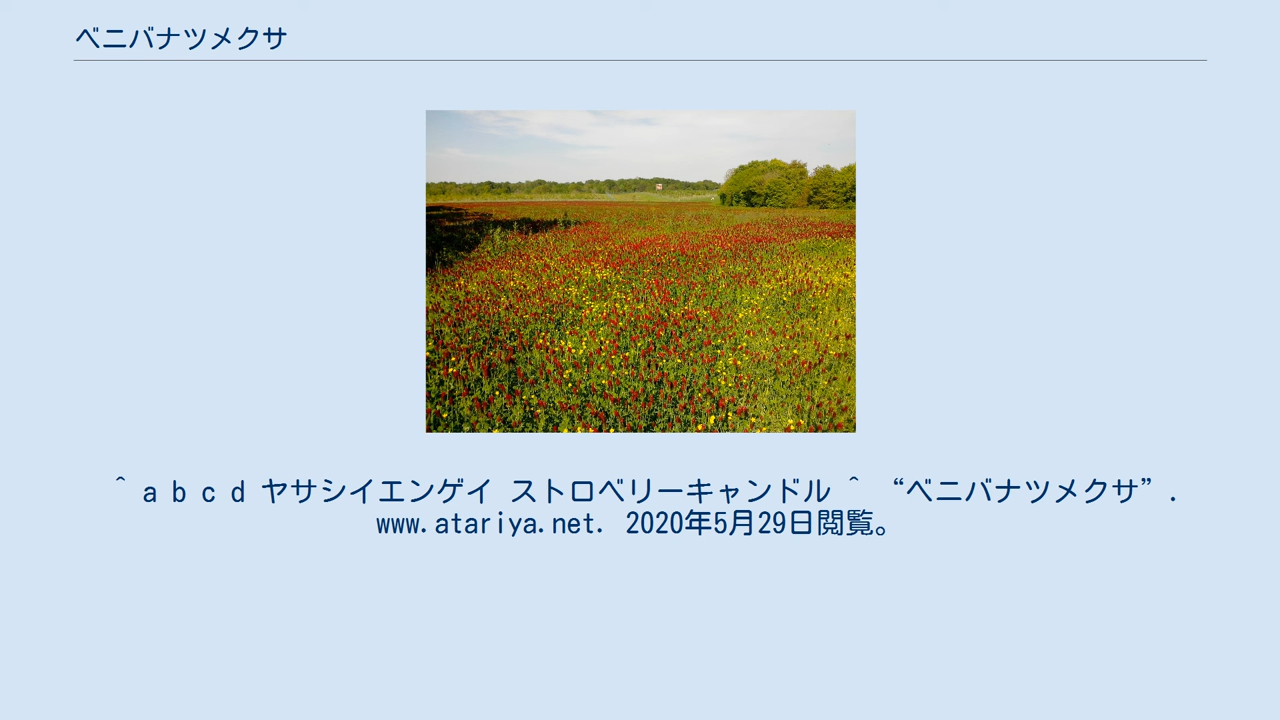 ベニバナツメクサ
^ a b c d ヤサシイエンゲイ ストロベリーキャンドル ^ “ベニバナツメクサ”.
www.atariya.net. 2020年5月29日閲覧。